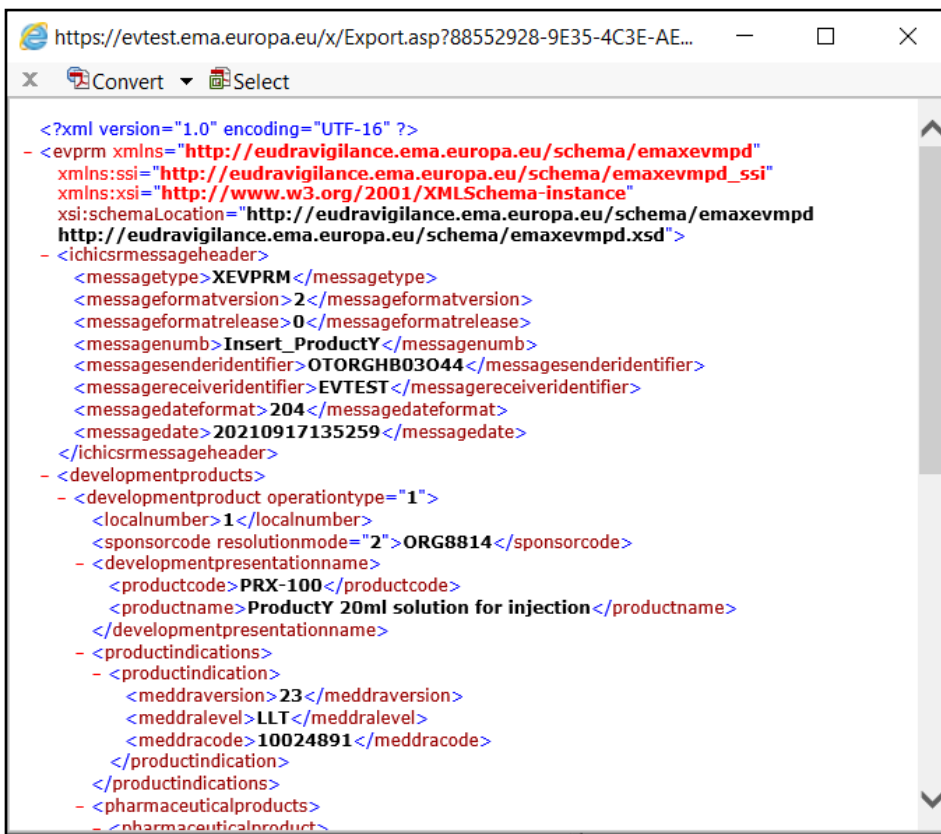 https://evtest.ema.europa.eu/x/Export.asp?88552928-9E35-4C3E-AE...
x Convert Select
<?xml version="1.0" encoding="UTF-16" ?>
- <evprm xmlns="http://eudravigilance.ema.europa.eu/schema/emaxevmpd"
xmlns:ssi="http://eudravigilance.ema.europa.eu/schema/emaxevmpd_ssi"
xmlns:xsi="http://www.w3.org/2001/XMLSchema-instance"
xsi:schemaLocation="http://eudravigilance.ema.europa.eu/schema/emaxevmpd
http://eudravigilance.ema.europa.eu/schema/emaxevmpd.xsd">
- <ichicsrmessageheader>
<messagetype>XEVPRM</messagetype>
<messageformatversion>2</messageformatversion>
<messageformatrelease>0</messageformatrelease>
<messagenumb>Insert_ProductY</messagenumb>
<messagesenderidentifier>OTORGHB03O44</messagesenderidentifier>
<messagereceiveridentifier>EVTEST</messagereceiveridentifier>
<messagedateformat>204</messagedateformat>
<messagedate>20210917135259</messagedate>
</ichicsrmessageheader>
- <developmentproducts>
- <developmentproduct operationtype="1">
<localnumber>1</localnumber>
<sponsorcode resolutionmode="2">ORG8814</sponsorcode>
- <developmentpresentationname>
<productcode>PRX-100</productcode>
<productname>ProductY 20ml solution for injection</productname>
</developmentpresentationname>
- <productindications>
- <productindication>
<meddraversion>23</meddraversion>
<meddralevel>LLT</meddralevel>
<meddracode>10024891</meddracode>
</productindication>
</productindications>
- <pharmaceuticalproducts>
- <pharmaceuticalproduct>